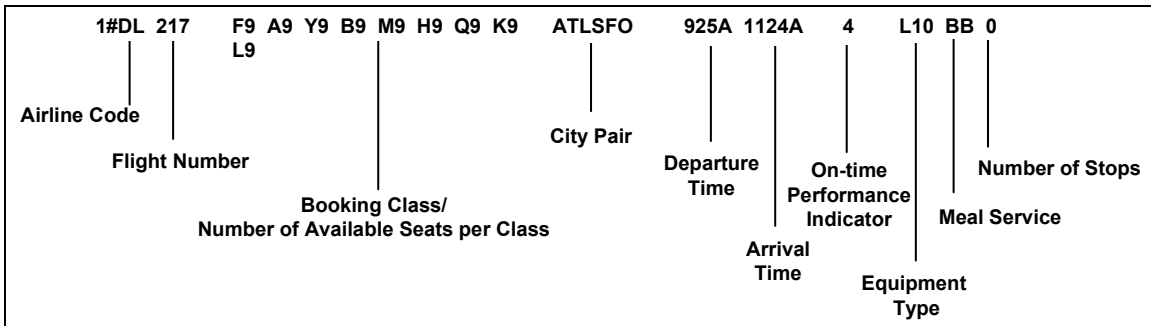 1#DL 217 F9 A9 Y9 B9 M9 H9 Q9 K9 ATLSFO 925A 1124A 4 L10 BB 0
L9
Airline Code
Flight Number
Booking Class/
Number of Available Seats per Class
City Pair
Departure
Time
Arrival
Time
On-time
Performance
Indicator
Equipment
Type
Meal Service
Number of Stops